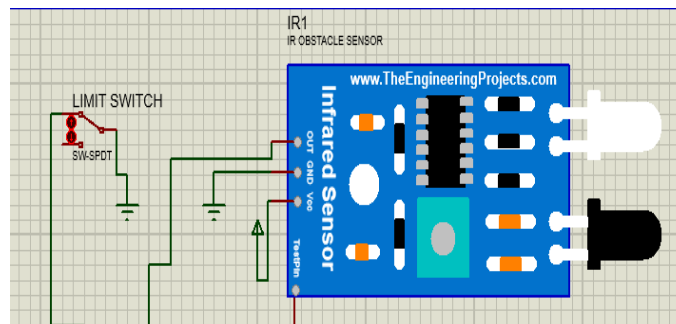 IR1
IR OBSTACLE SENSOR
www.TheEngineeringProjects.com
LIMIT SWITCH
SW-SPDT
OUT
GND
Vcc
Infrared Sensor
TestPin